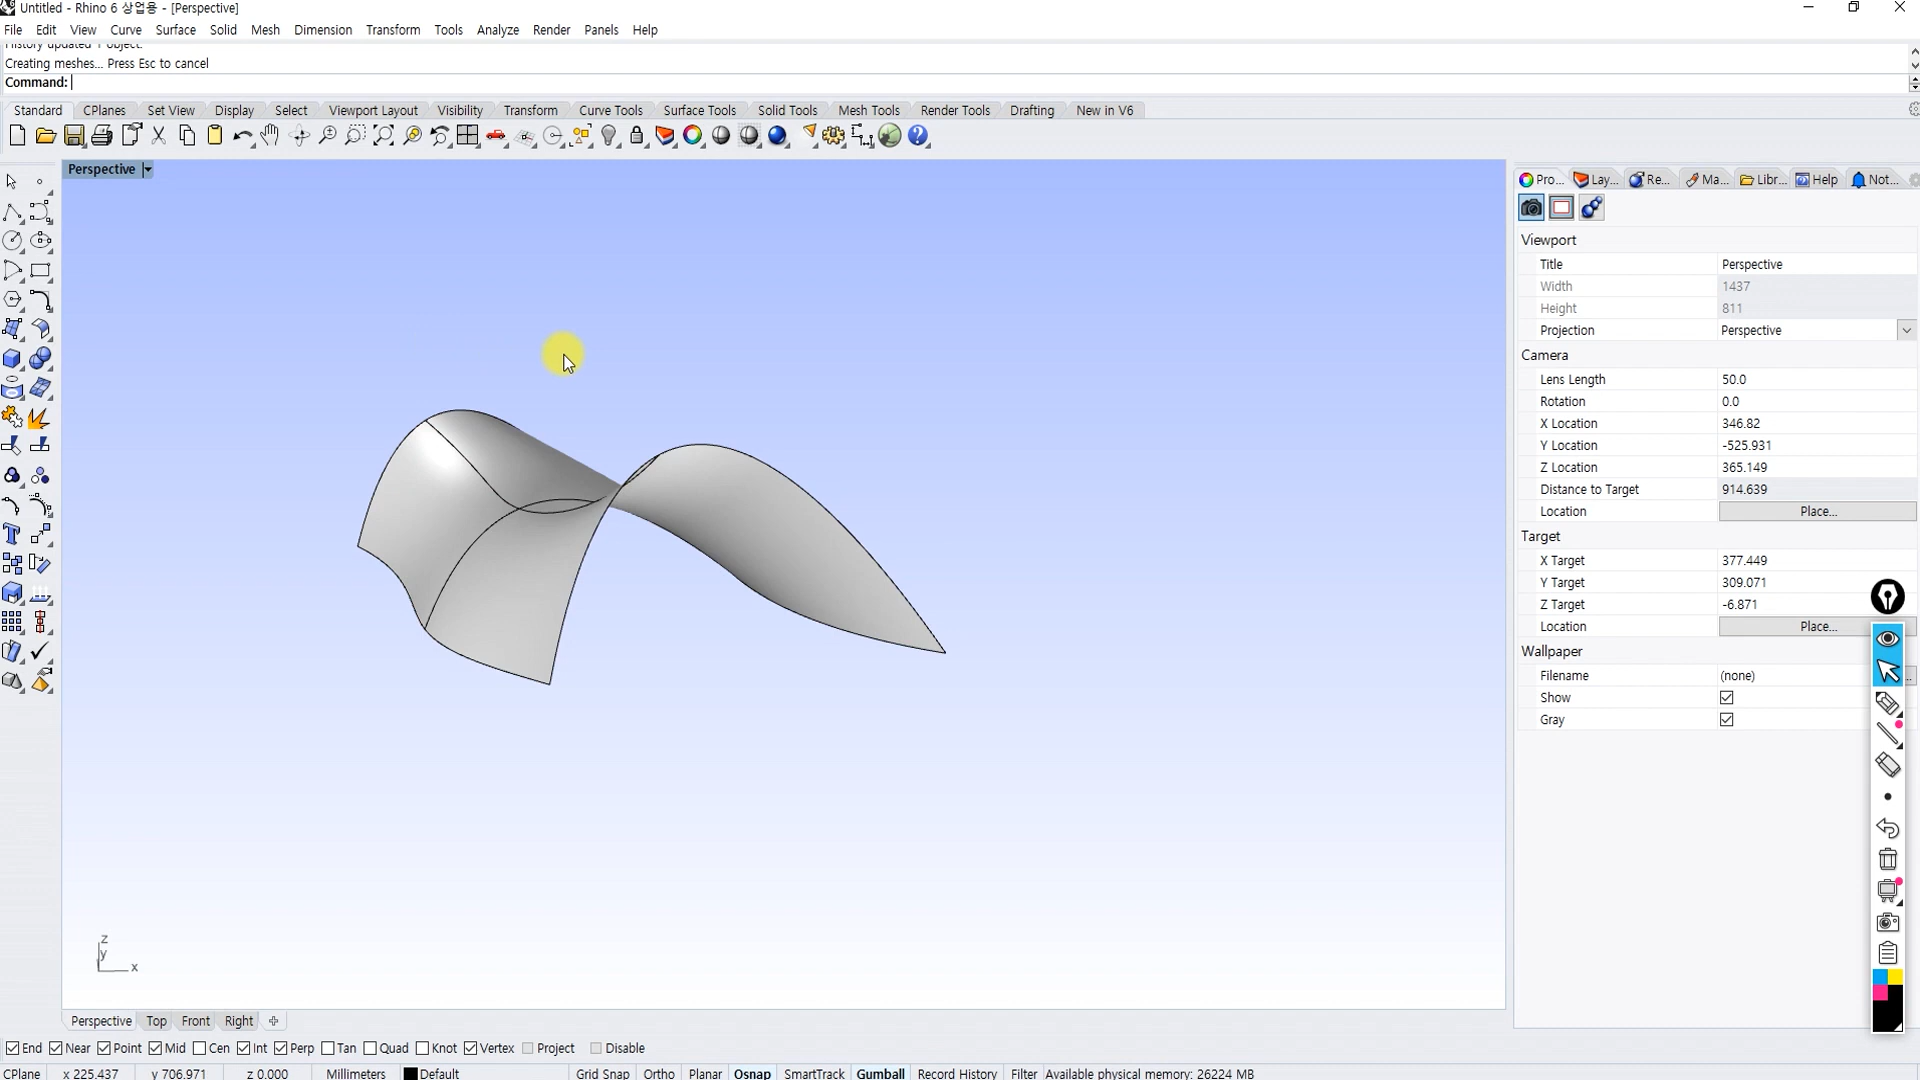 Untitled - Rhino 6 상업용 - [Perspective]
File Edit View Curve Surface Solid Mesh Dimension Transform Tools Analyze Render Panels Help
History updated 1 object.
Creating meshes... Press Esc to cancel
Command:
Standard CPlanes Set View Display Select Viewport Layout Visibility Transform Curve Tools Surface Tools Solid Tools Mesh Tools Render Tools Drafting New in V6
Perspective
Pro... Lay... Re... Ma... Libr... Help Not...
Viewport
Title Perspective
Width 1437
Height 811
Projection Perspective
Camera
Lens Length 50.0
Rotation 0.0
X Location 346.82
Y Location -525.931
Z Location 365.149
Distance to Target 914.639
Location Place...
Target
X Target 377.449
Y Target 309.071
Z Target -6.871
Location Place...
Wallpaper
Filename (none) ...
Show
Gray
z
y
x
Perspective Top Front Right
End Near Point Mid Cen Int Perp Tan Quad Knot Vertex Project Disable
CPlane x 225.437 y 706.971 z 0.000 Millimeters Default Grid Snap Ortho Planar Osnap SmartTrack Gumball Record History Filter Available physical memory: 26224 MB